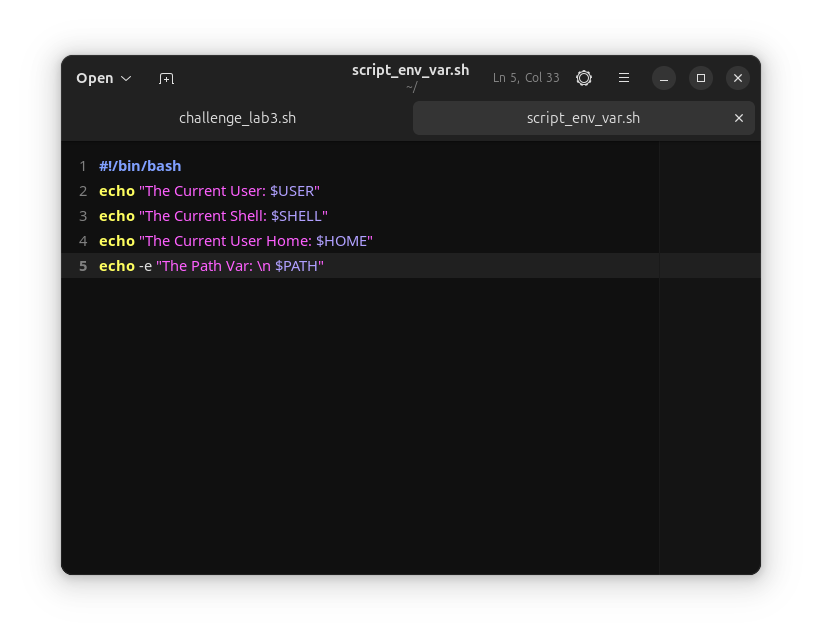 Open
script_env_var.sh
~/
Ln 5, Col 33
challenge_lab3.sh
script_env_var.sh
1 #!/bin/bash
2 echo "The Current User: $USER"
3 echo "The Current Shell: $SHELL"
4 echo "The Current User Home: $HOME"
5 echo -e "The Path Var: \n $PATH"